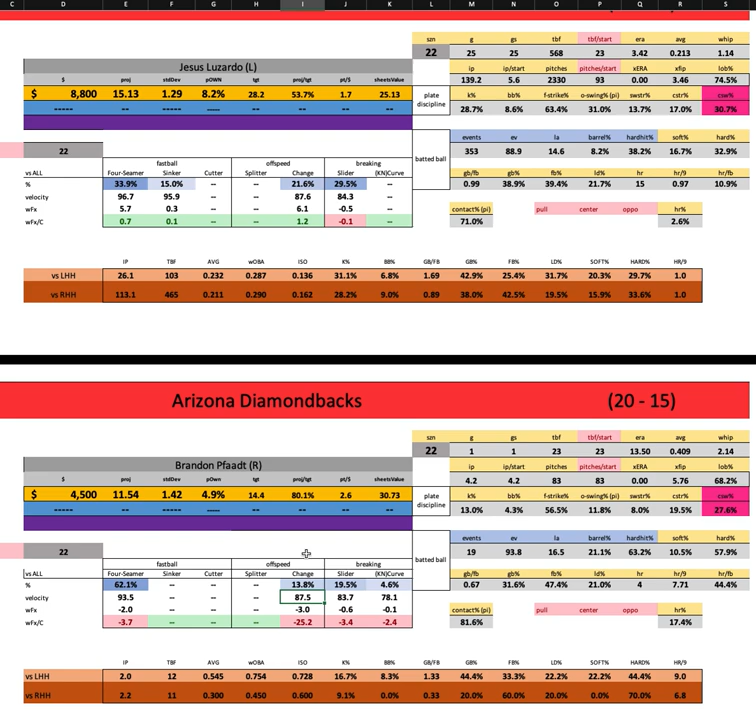 C D E F G H I J K L M N O P Q R S
szn g gs tbf tbf/start era avg whip
22 25 25 568 23 3.42 0.213 1.14
Jesus Luzardo (L) ip ip/start pitches pitches/start xERA xfip lob%
$ proj stdDev pOWN tgt proj/tgt pt/$ sheetsValue 139.2 5.6 2330 93 0.00 3.46 74.5%
$ 8,800 15.13 1.29 8.2% 28.2 53.7% 1.7 25.13 plate discipline k% bb% f-strike% o-swing% (pi) swstr% cstr% csw%
----- -- -- ---- -- -- -- -- 28.7% 8.6% 63.4% 31.0% 13.7% 17.0% 30.7%
events ev la barrel% hardhit% soft% hard%
22 batted ball 353 88.9 14.6 8.2% 38.2% 16.7% 32.9%
fastball offspeed breaking
vs ALL Four-Seamer Sinker Cutter Splitter Change Slider (KN)Curve gb/fb gb% fb% ld% hr hr/9 hr/fb
% 33.9% 15.0% -- -- 21.6% 29.5% -- 0.99 38.9% 39.4% 21.7% 15 0.97 10.9%
velocity 96.7 95.9 -- -- 87.6 84.3 --
wFx 5.7 0.3 -- -- 6.1 -0.5 -- contact% (pi) pull center oppo hr%
wFx/C 0.7 0.1 -- -- 1.2 -0.1 -- 71.0% 2.6%
IP TBF AVG wOBA ISO K% BB% GB/FB GB% FB% LD% SOFT% HARD% HR/9
vs LHH 26.1 103 0.232 0.287 0.136 31.1% 6.8% 1.69 42.9% 25.4% 31.7% 20.3% 29.7% 1.0
vs RHH 113.1 465 0.211 0.290 0.162 28.2% 9.0% 0.89 38.0% 42.5% 19.5% 15.9% 33.6% 1.0
Arizona Diamondbacks (20 - 15)
szn g gs tbf tbf/start era avg whip
22 1 1 23 23 13.50 0.409 2.14
Brandon Pfaadt (R) ip ip/start pitches pitches/start xERA xfip lob%
$ proj stdDev pOwn tgt proj/tgt pt/$ sheetsValue 4.2 4.2 83 83 0.00 5.76 68.2%
$ 4,500 11.54 1.42 4.9% 14.4 80.1% 2.6 30.73 plate discipline k% bb% f-strike% o-swing% (pi) swstr% cstr% csw%
----- -- -- ---- -- -- -- -- 13.0% 4.3% 56.5% 11.8% 8.0% 19.5% 27.6%
events ev la barrel% hardhit% soft% hard%
22 batted ball 19 93.8 16.5 21.1% 63.2% 10.5% 57.9%
fastball offspeed breaking
vs ALL Four-Seamer Sinker Cutter Splitter Change Slider (KN)Curve gb/fb gb% fb% ld% hr hr/9 hr/fb
% 62.1% -- -- -- 13.8% 19.5% 4.6% 0.67 31.6% 47.4% 21.0% 4 7.71 44.4%
velocity 93.5 -- -- -- 87.5 83.7 78.1
wFx -2.0 -- -- -- -3.0 -0.6 -0.1 contact% (pi) pull center oppo hr%
wFx/C -3.7 -- -- -- -25.2 -3.4 -2.4 81.6% 17.4%
IP TBF AVG wOBA ISO K% BB% GB/FB GB% FB% LD% SOFT% HARD% HR/9
vs LHH 2.0 12 0.545 0.754 0.728 16.7% 8.3% 1.33 44.4% 33.3% 22.2% 22.2% 44.4% 9.0
vs RHH 2.2 11 0.300 0.450 0.600 9.1% 0.0% 0.33 20.0% 60.0% 20.0% 0.0% 70.0% 6.8